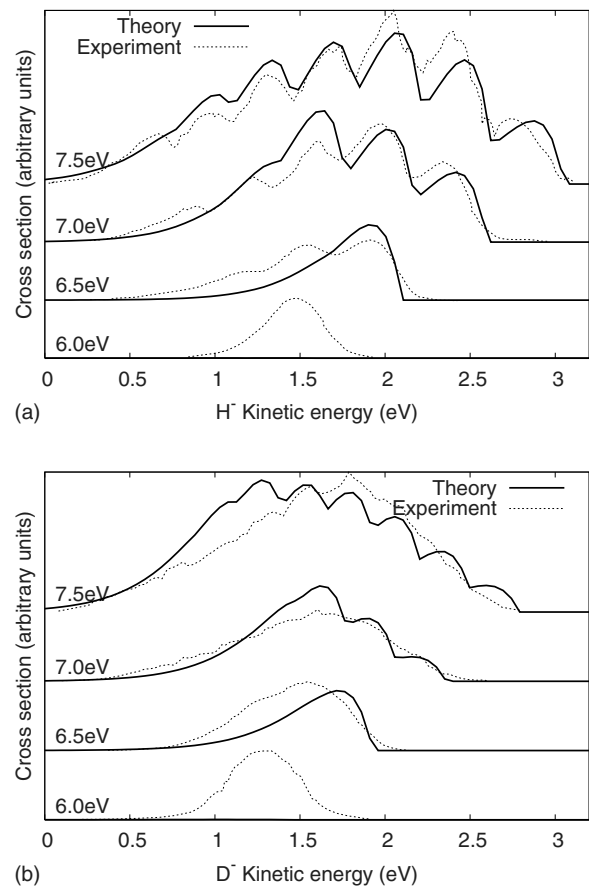 Theory
Experiment
Cross section (arbitrary units)
7.5eV
7.0eV
6.5eV
6.0eV
0 0.5 1 1.5 2 2.5 3
(a)
H⁻ Kinetic energy (eV)
Theory
Experiment
Cross section (arbitrary units)
7.5eV
7.0eV
6.5eV
6.0eV
0 0.5 1 1.5 2 2.5 3
(b)
D⁻ Kinetic energy (eV)